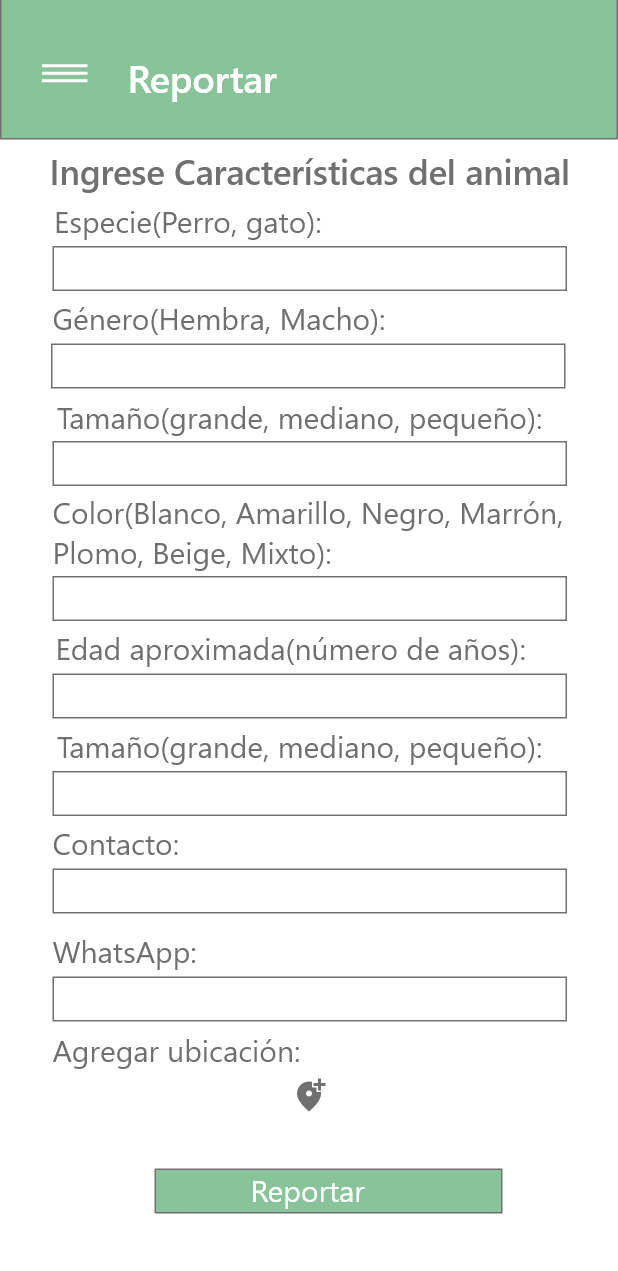 Reportar
Ingrese Características del animal
Especie(Perro, gato):
Género(Hembra, Macho):
Tamaño(grande, mediano, pequeño):
Color(Blanco, Amarillo, Negro, Marrón,
Plomo, Beige, Mixto):
Edad aproximada(número de años):
Tamaño(grande, mediano, pequeño):
Contacto:
WhatsApp:
Agregar ubicación:
Reportar